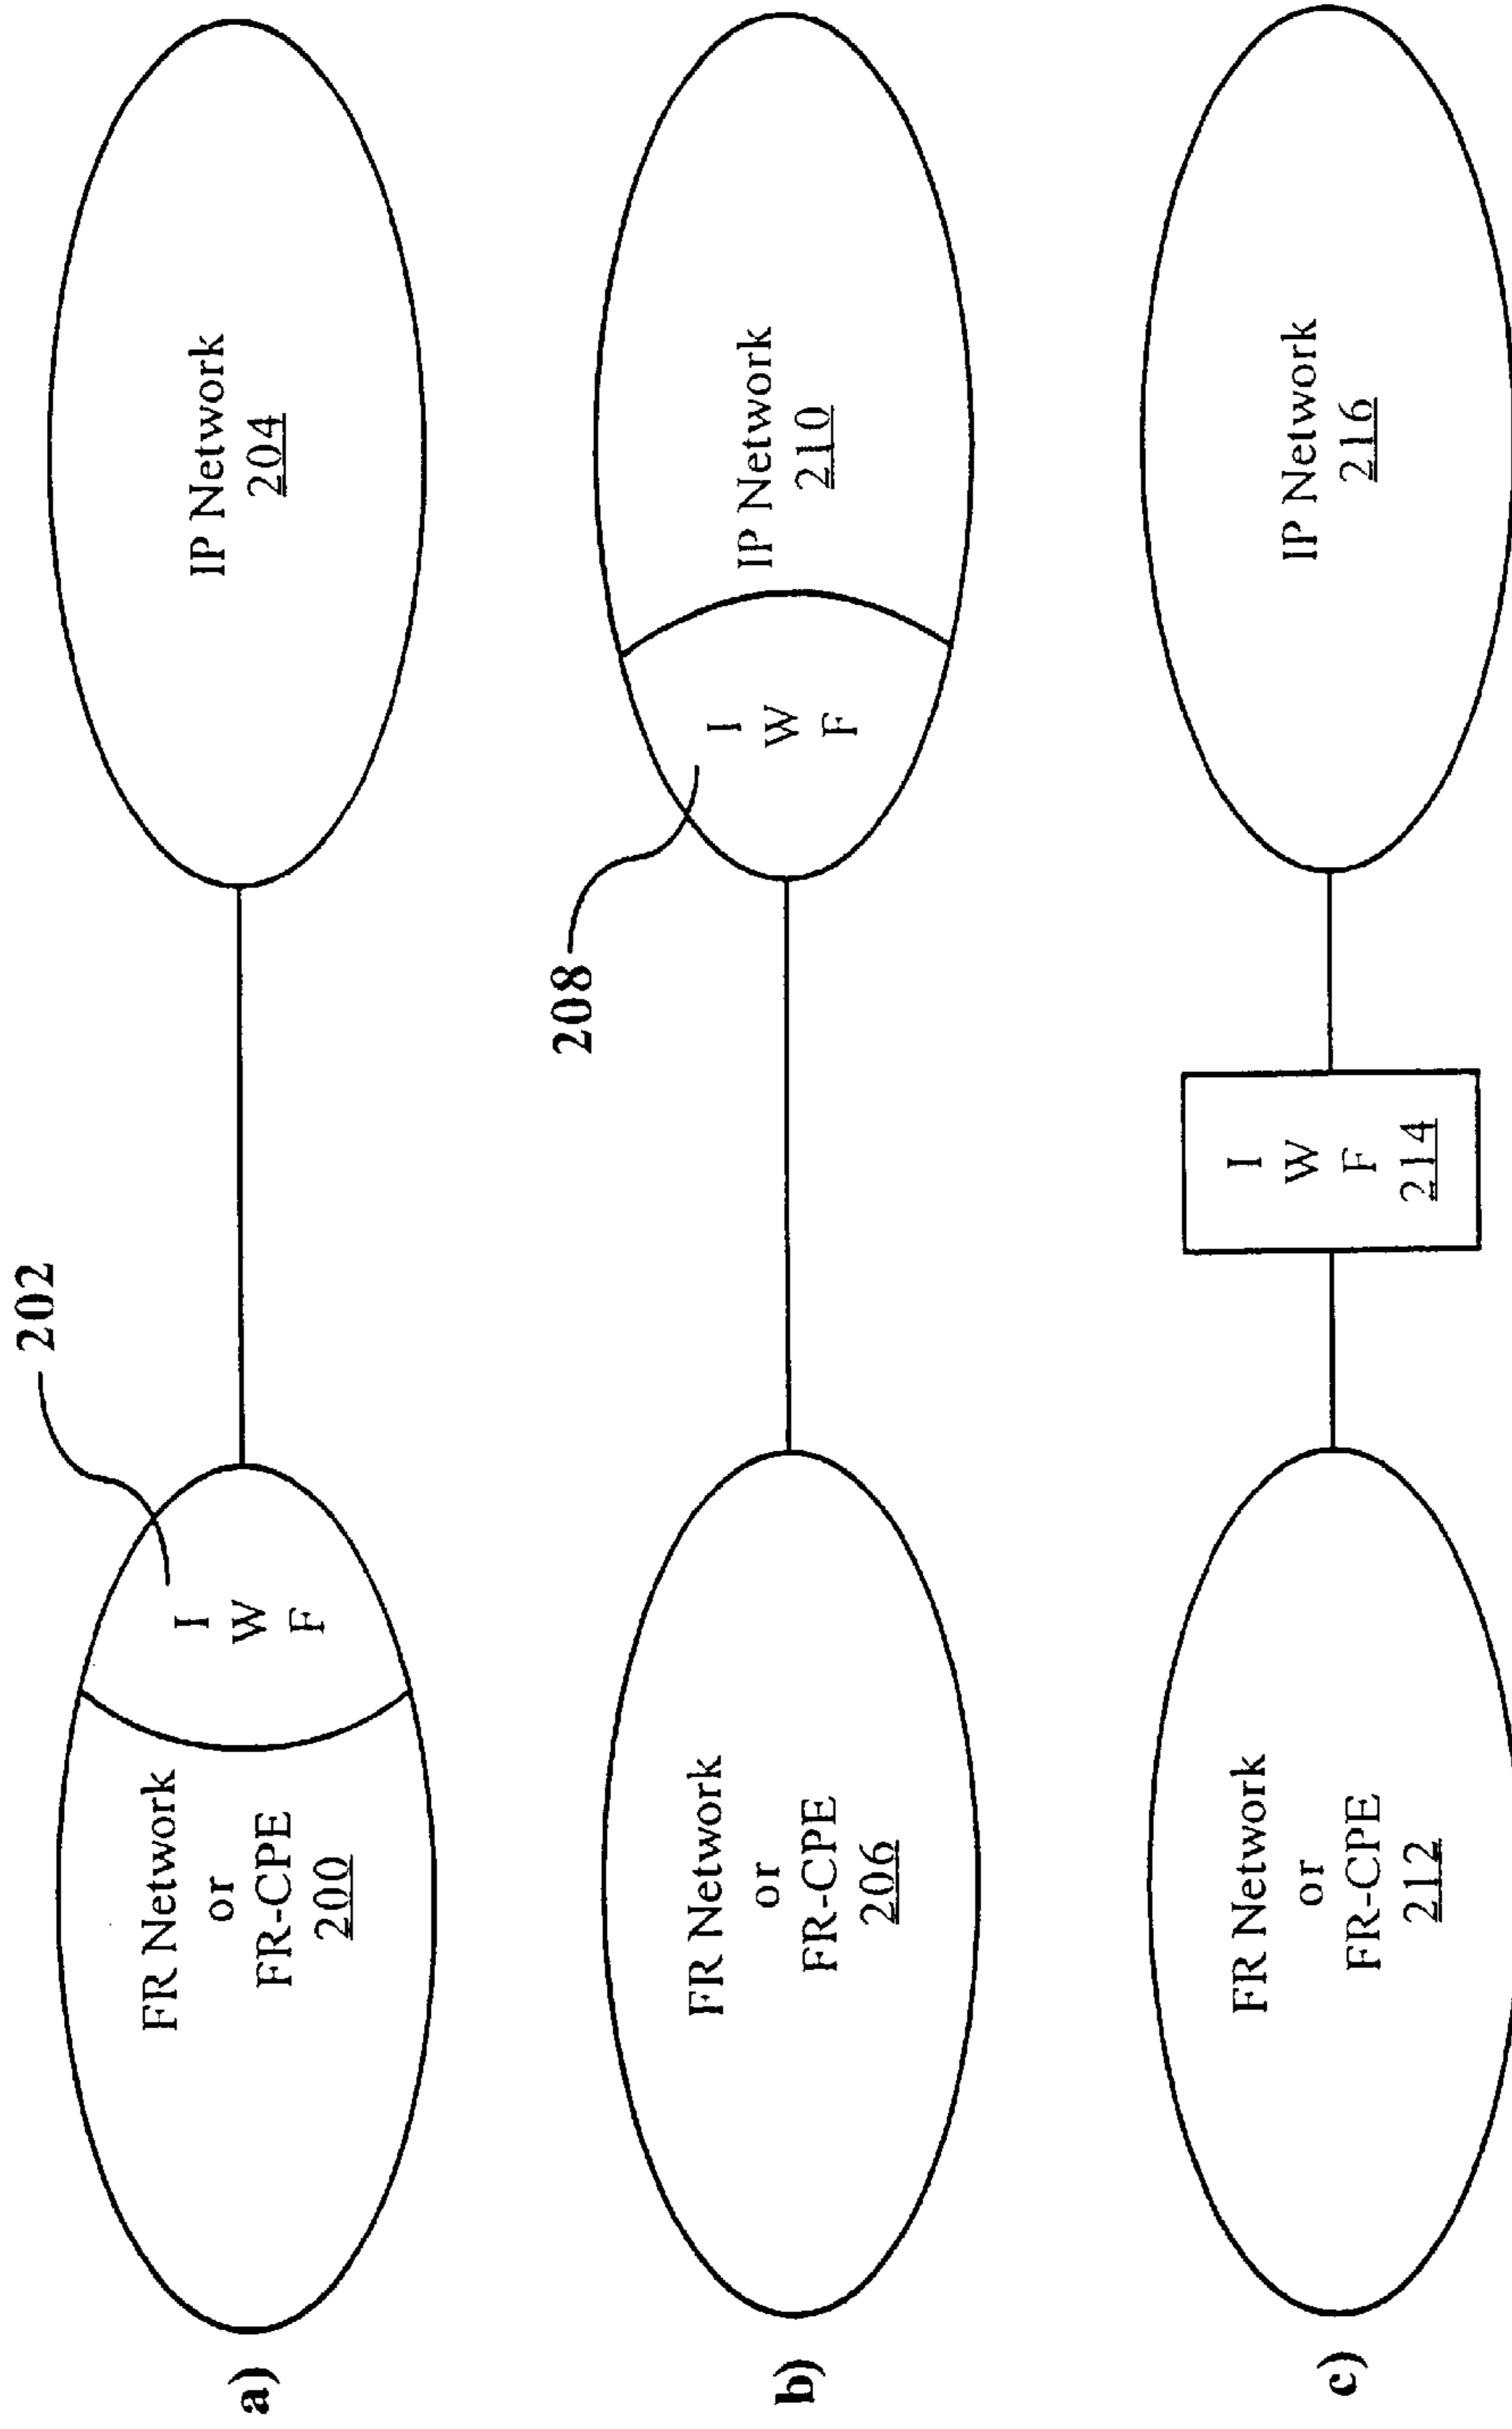 a)
FR Network
or
FR-CPE
200
I
W
F
202
IP Network
204
b)
FR Network
or
FR-CPE
206
208
I
W
F
IP Network
210
c)
FR Network
or
FR-CPE
212
I
W
F
214
IP Network
216